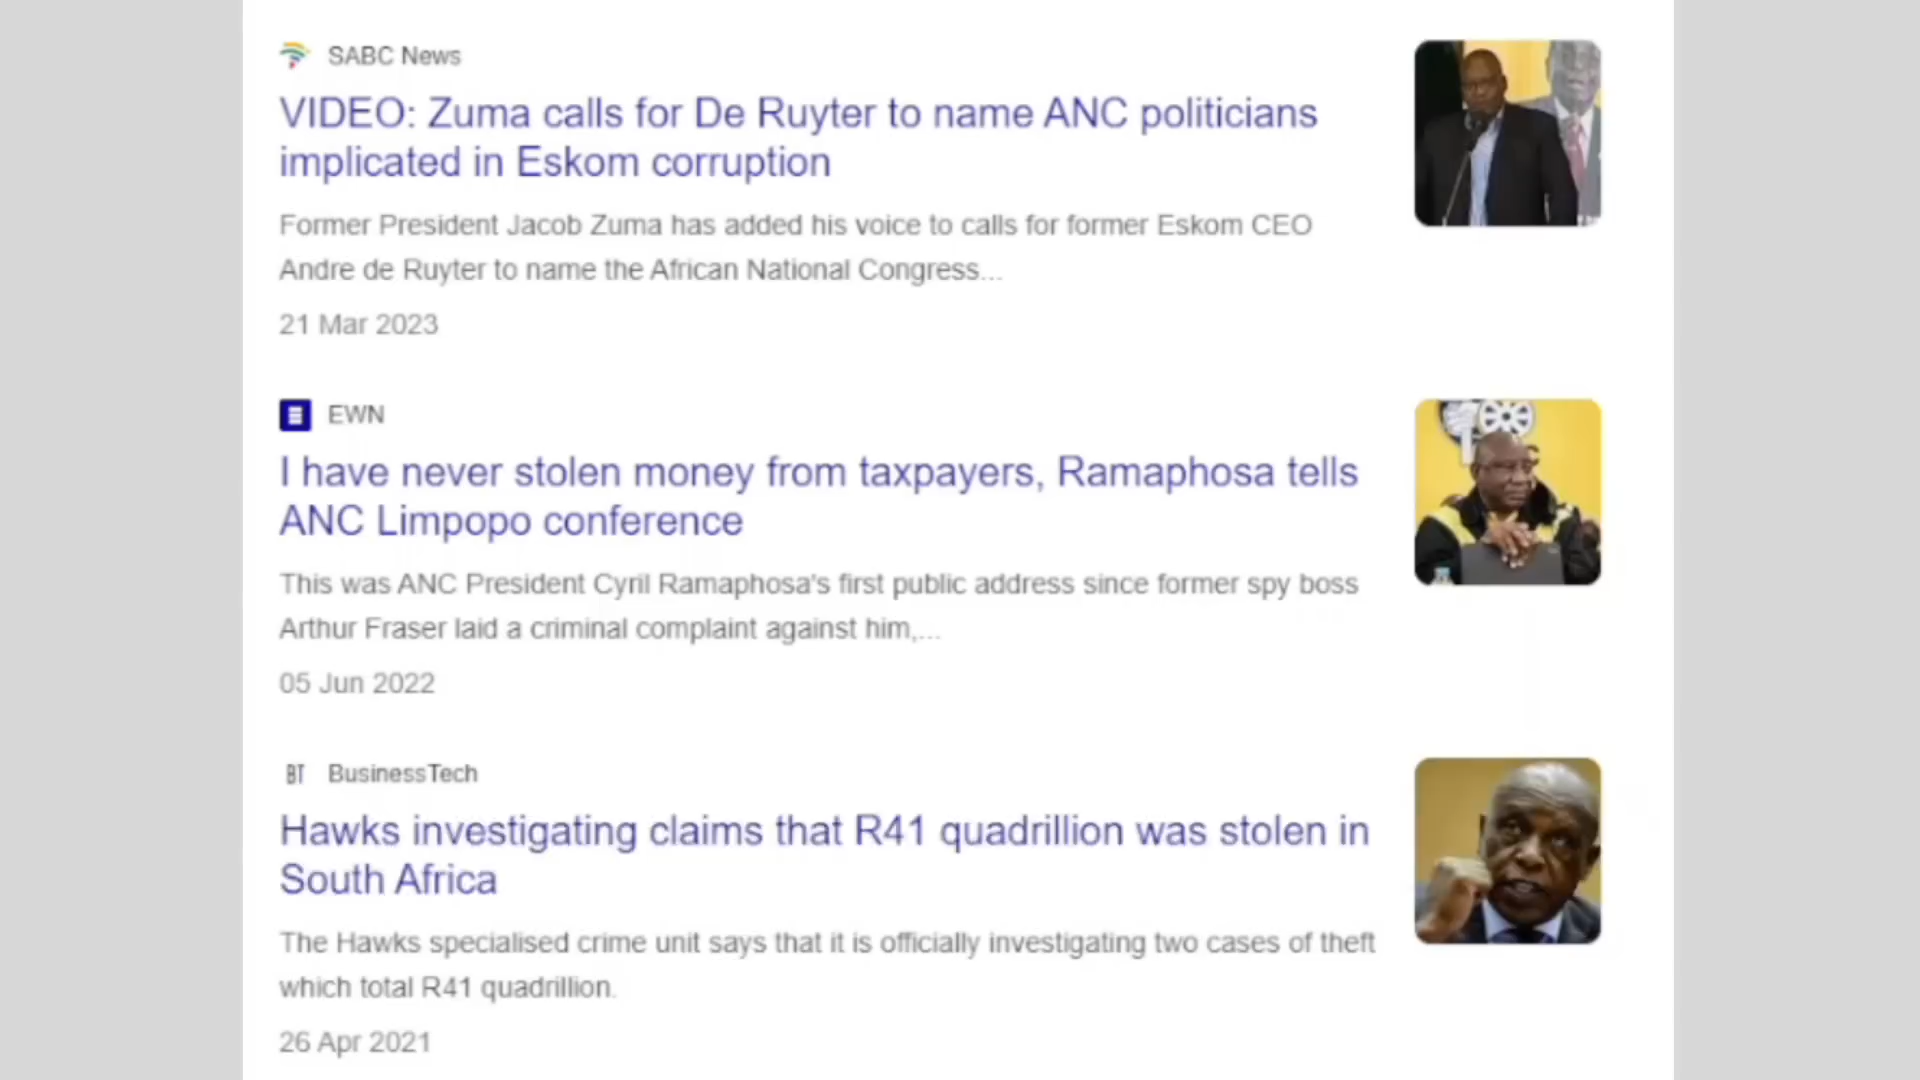 SABC News
VIDEO: Zuma calls for De Ruyter to name ANC politicians
implicated in Eskom corruption
Former President Jacob Zuma has added his voice to calls for former Eskom CEO
Andre de Ruyter to name the African National Congress...
21 Mar 2023
EWN
I have never stolen money from taxpayers, Ramaphosa tells
ANC Limpopo conference
This was ANC President Cyril Ramaphosa's first public address since former spy boss
Arthur Fraser laid a criminal complaint against him,...
05 Jun 2022
BT BusinessTech
Hawks investigating claims that R41 quadrillion was stolen in
South Africa
The Hawks specialised crime unit says that it is officially investigating two cases of theft
which total R41 quadrillion.
26 Apr 2021